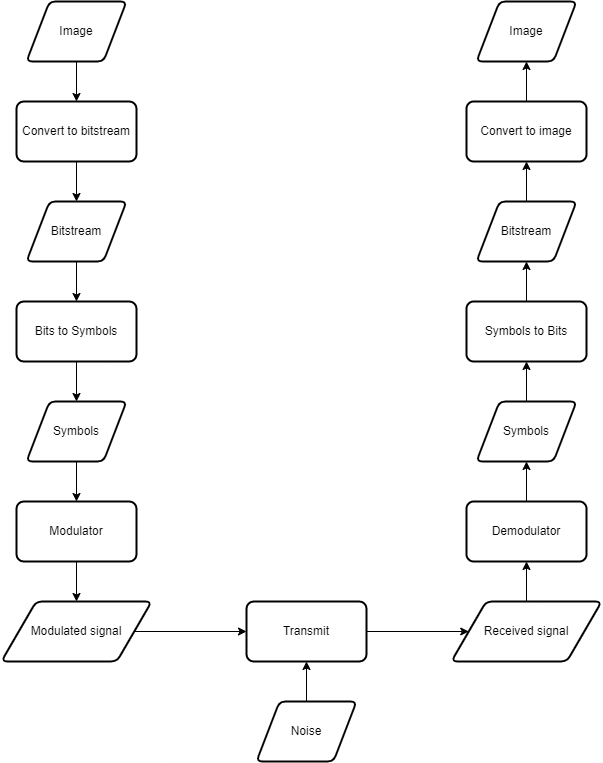 Image
Convert to bitstream
Bitstream
Bits to Symbols
Symbols
Modulator
Modulated signal
Transmit
Noise
Received signal
Demodulator
Symbols
Symbols to Bits
Bitstream
Convert to image
Image